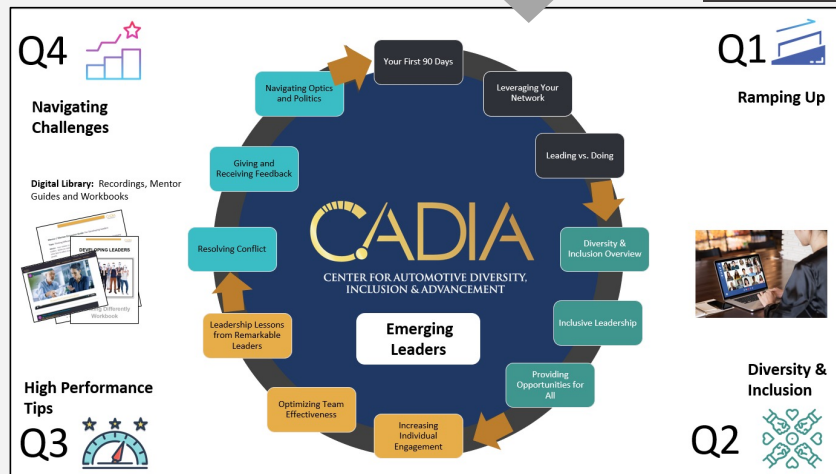 Q4
Navigating
Challenges
Digital Library: Recordings, Mentor
Guides and Workbooks
DEVELOPING LEADERS
Workbook
Q1
Ramping Up
Your First 90 Days
Leveraging Your
Network
Leading vs. Doing
Diversity &
Inclusion Overview
Inclusive Leadership
Providing
Opportunities for
All
Increasing
Individual
Engagement
Optimizing Team
Effectiveness
Leadership Lessons
from Remarkable
Leaders
Resolving Conflict
Giving and
Receiving Feedback
Navigating Optics
and Politics
CADIA
CENTER FOR AUTOMOTIVE DIVERSITY,
INCLUSION & ADVANCEMENT
Emerging
Leaders
High Performance
Tips
Q3
Diversity &
Inclusion
Q2